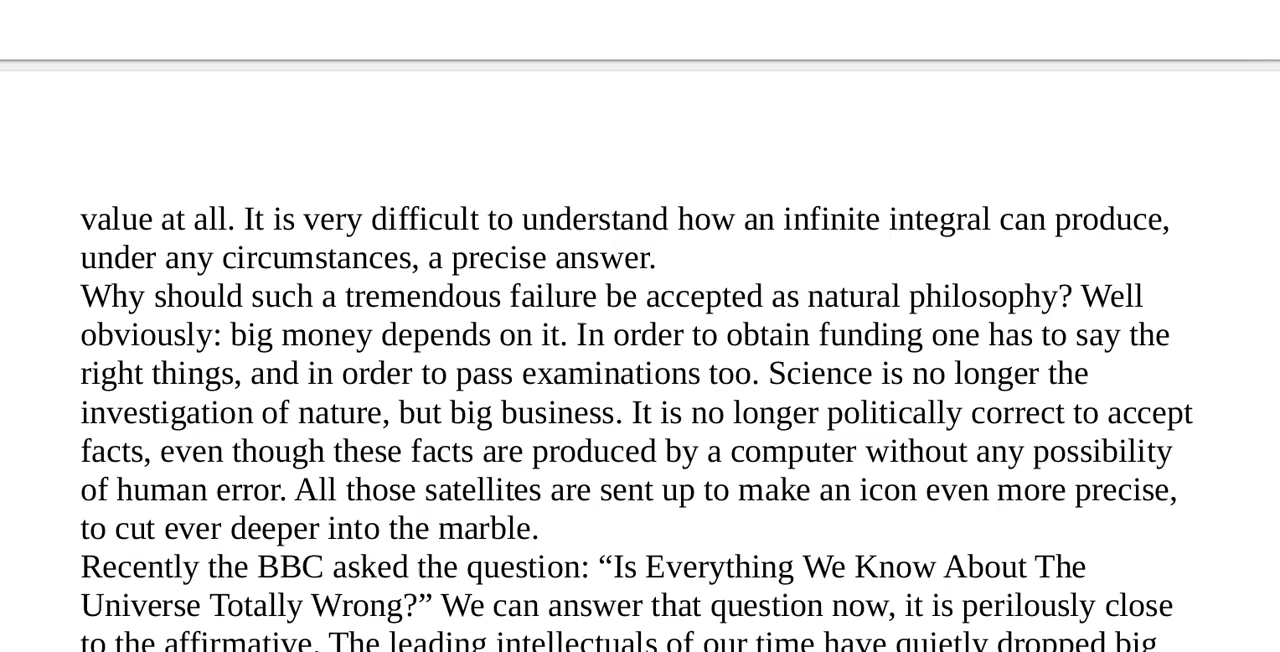 value at all. It is very difficult to understand how an infinite integral can produce,
under any circumstances, a precise answer.
Why should such a tremendous failure be accepted as natural philosophy? Well
obviously: big money depends on it. In order to obtain funding one has to say the
right things, and in order to pass examinations too. Science is no longer the
investigation of nature, but big business. It is no longer politically correct to accept
facts, even though these facts are produced by a computer without any possibility
of human error. All those satellites are sent up to make an icon even more precise,
to cut ever deeper into the marble.
Recently the BBC asked the question: “Is Everything We Know About The
Universe Totally Wrong?” We can answer that question now, it is perilously close
to the affirmative. The leading intellectuals of our time have quietly dropped big